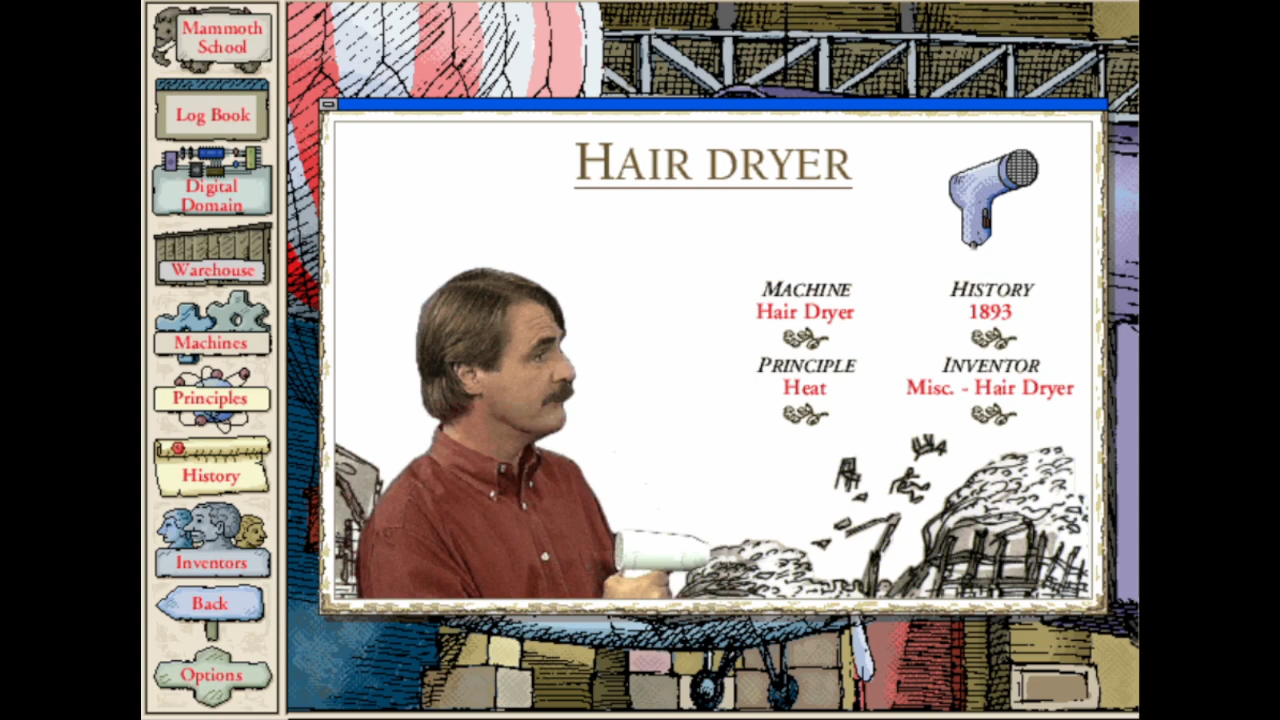 Mammoth
School
Log Book
Digital
Domain
Warehouse
Machines
Principles
History
Inventors
Back
Options
HAIR DRYER
MACHINE
Hair Dryer
HISTORY
1893
PRINCIPLE
Heat
INVENTOR
Misc. - Hair Dryer